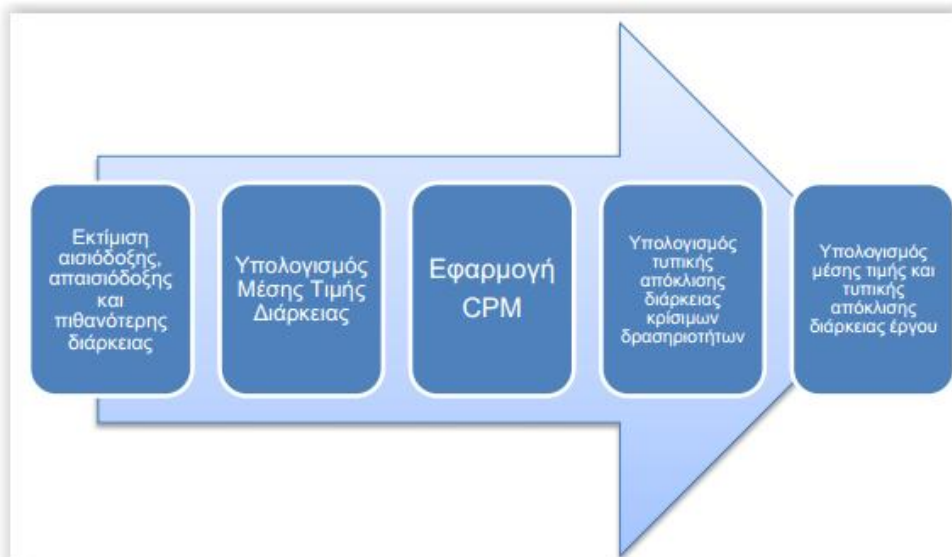 Εκτίμιση
αισιόδοξης,
απαισιόδοξης
και
πιθανότερης
διάρκειας
Υπολογισμός
Μέσης Τιμής
Διάρκειας
Εφαρμογή
CPM
Υπολογισμός
τυπικής
απόκλισης
διάρκειας
κρίσιμων
δρασηριοτήτων
Υπολογισμός
μέσης τιμής και
τυπικής
απόκλισης
διάρκειας έργου